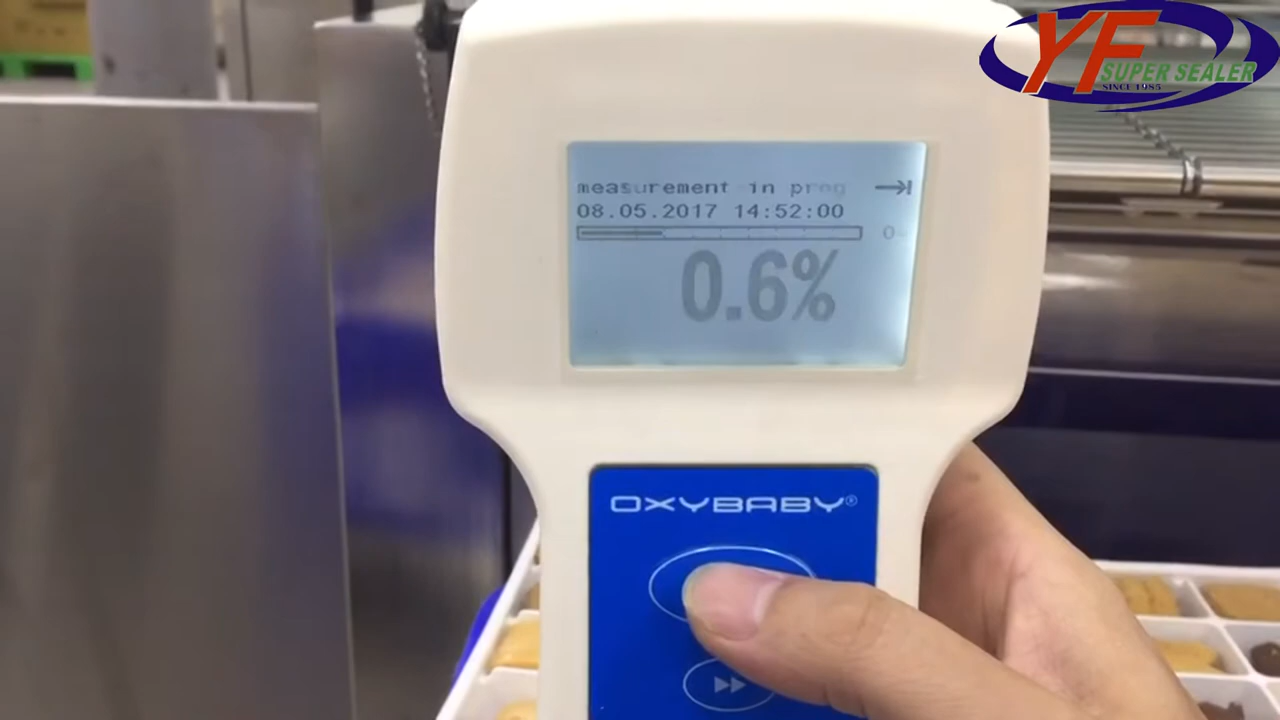 YF
SUPER SEALER
SINCE 1985
measurement in prog
08.05.2017 14:52:00
0.6%
OXYBABY®